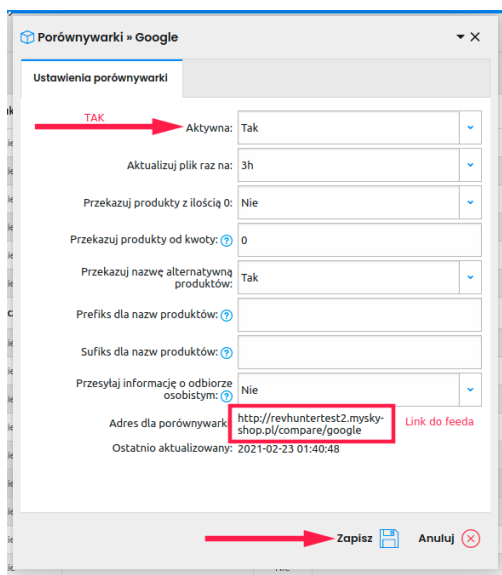 Porównywarki » Google
Ustawienia porównywarki
TAK
Aktywna: Tak
Aktualizuj plik raz na: 3h
Przekazuj produkty z ilością 0: Nie
Przekazuj produkty od kwoty: 0
Przekazuj nazwę alternatywną
produktów: Tak
Prefiks dla nazw produktów:
Sufiks dla nazw produktów:
Przesyłaj informację o odbiorze
osobistym: Nie
Adres dla porównywarki: http://revhuntertest2.mysky-
shop.pl/compare/google
Link do feeda
Ostatnio aktualizowany: 2021-02-23 01:40:48
Zapisz Anuluj